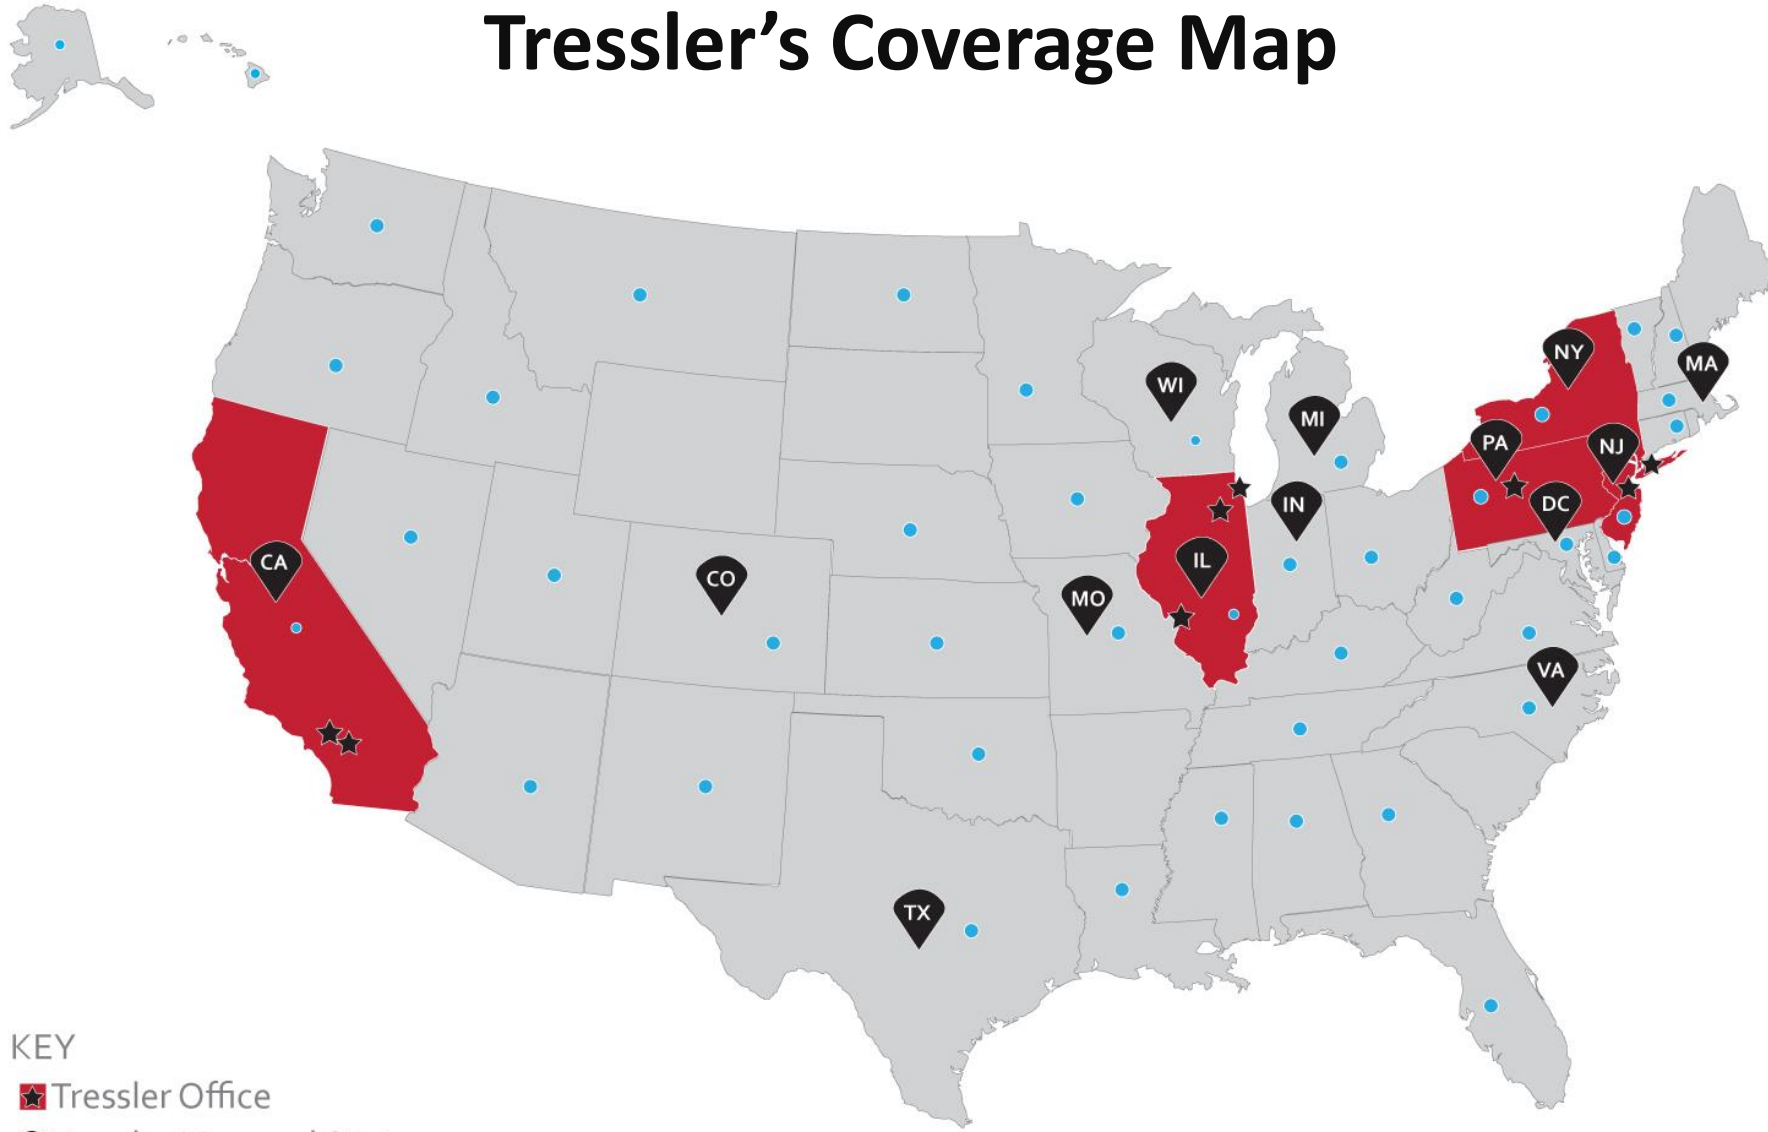 Tressler’s Coverage Map
NY
MA
WI
MI
PA
NJ
IN
DC
CA
IL
CO
MO
VA
TX
KEY
Tressler Office